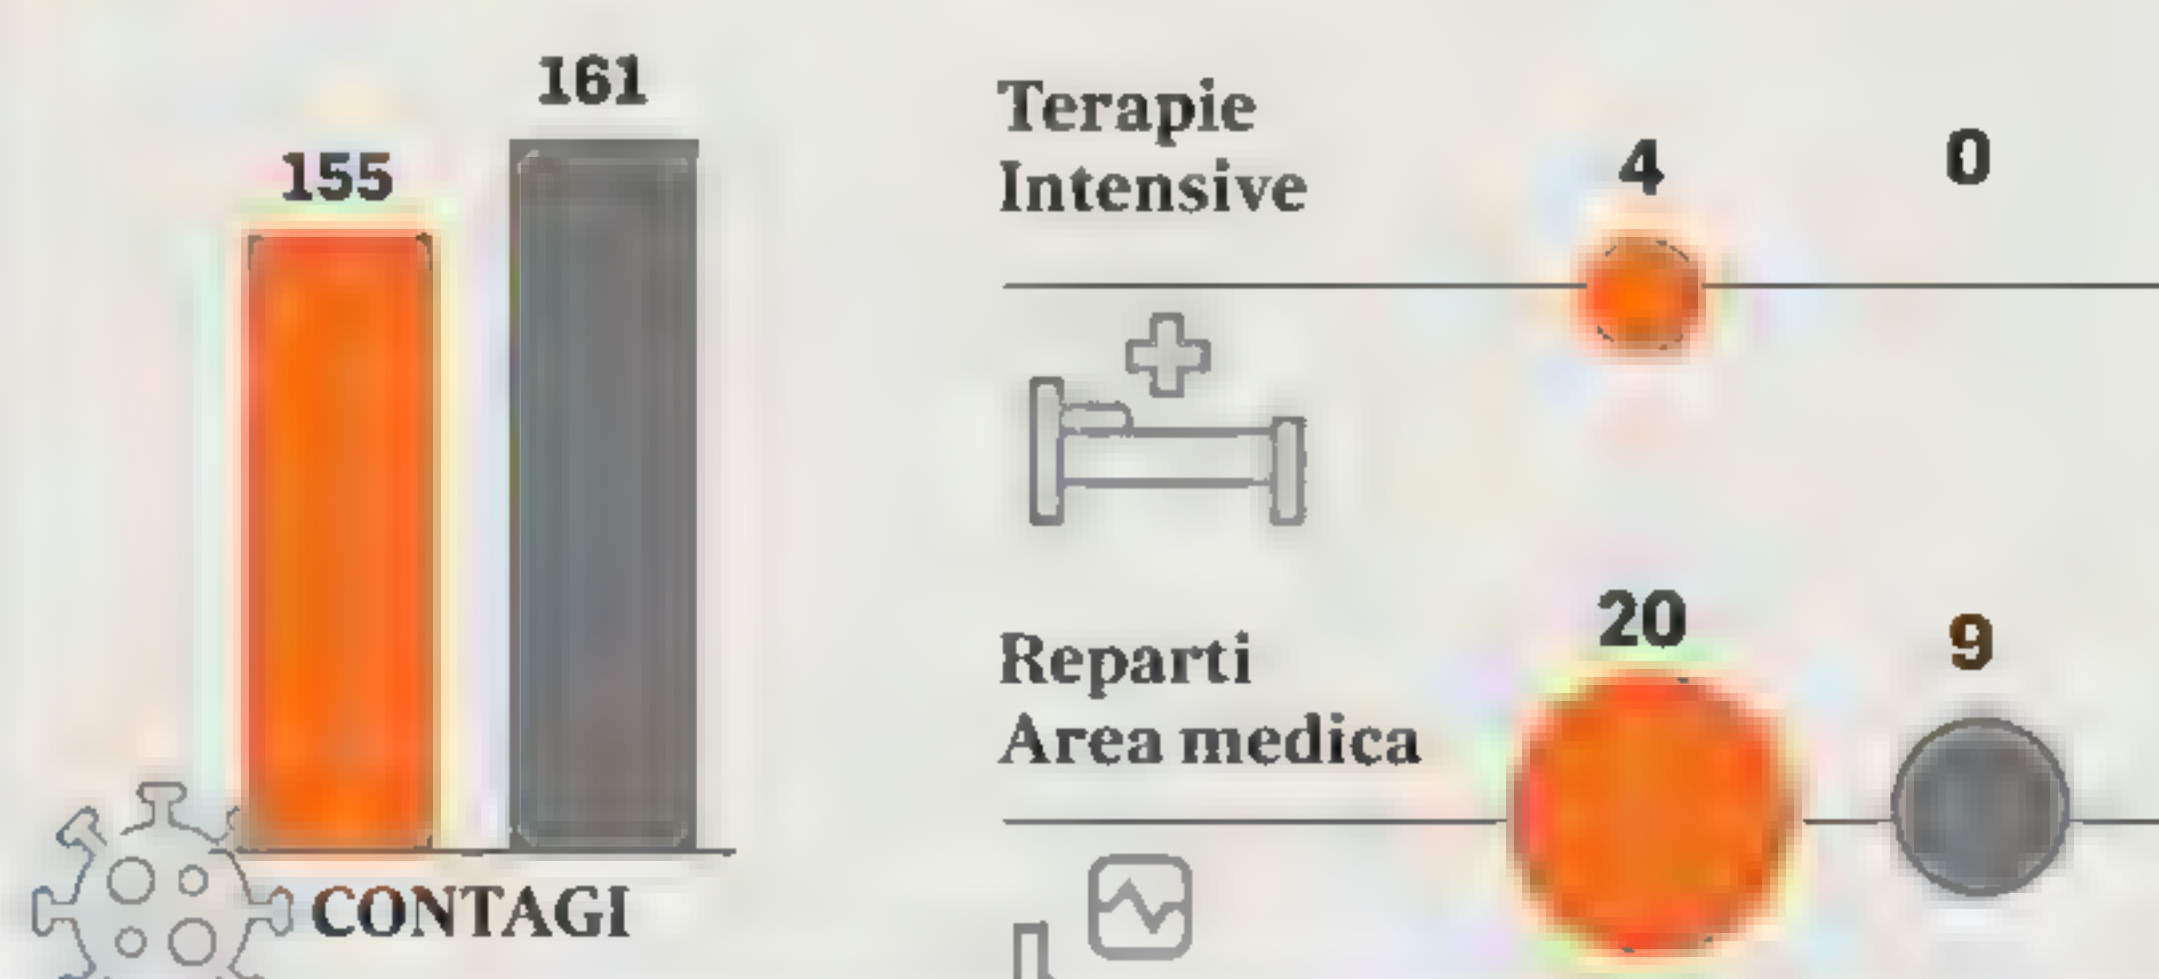 161
155
CONTAGI
Terapie
Intensive
4
0
Reparti
Area medica
20
9